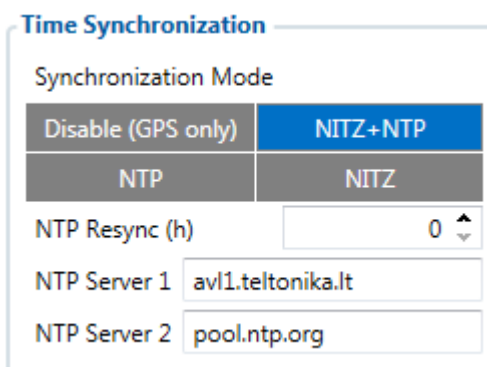 Time Synchronization
Synchronization Mode
Disable (GPS only) NITZ+NTP
NTP NITZ
NTP Resync (h) 0
NTP Server 1 avl1.teltonika.lt
NTP Server 2 pool.ntp.org